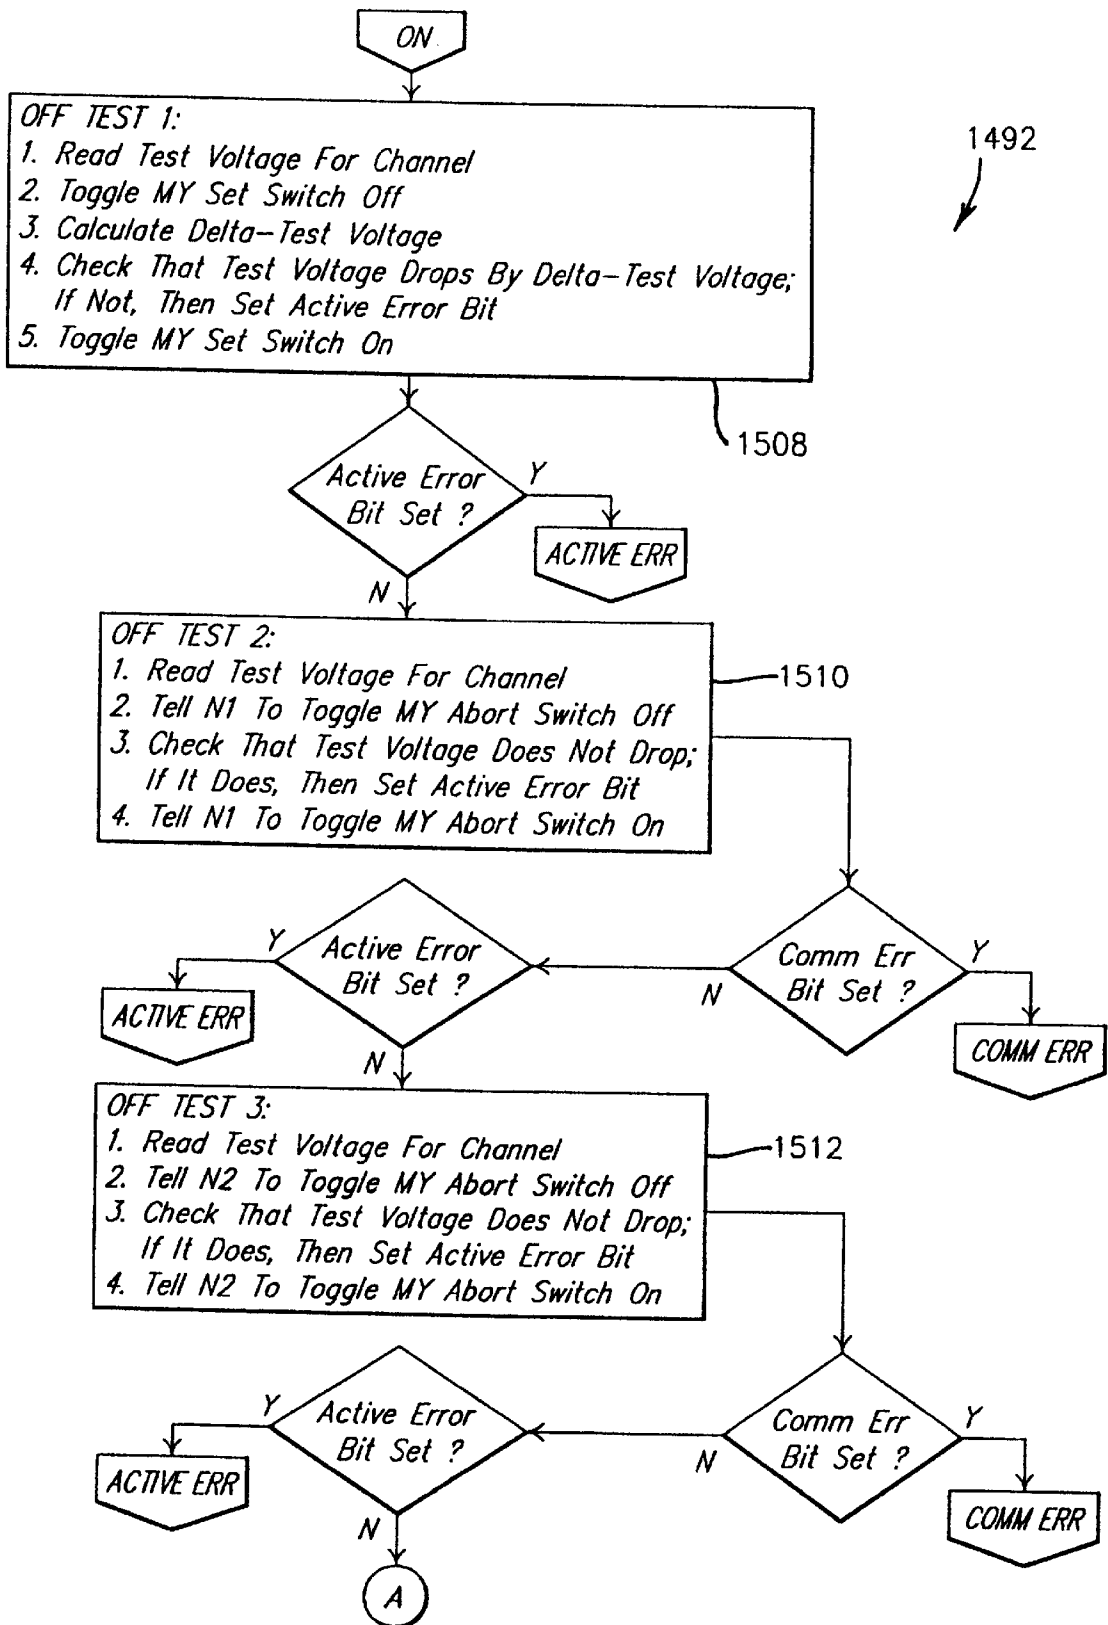 ON
OFF TEST 1:
1. Read Test Voltage For Channel
2. Toggle MY Set Switch Off
3. Calculate Delta-Test Voltage
4. Check That Test Voltage Drops By Delta-Test Voltage;
If Not, Then Set Active Error Bit
5. Toggle MY Set Switch On
1492
1508
Active Error
Bit Set ?
Y
ACTIVE ERR
N
OFF TEST 2:
1. Read Test Voltage For Channel
2. Tell N1 To Toggle MY Abort Switch Off
3. Check That Test Voltage Does Not Drop;
If It Does, Then Set Active Error Bit
4. Tell N1 To Toggle MY Abort Switch On
1510
Comm Err
Bit Set ?
Y
COMM ERR
N
Active Error
Bit Set ?
Y
ACTIVE ERR
N
OFF TEST 3:
1. Read Test Voltage For Channel
2. Tell N2 To Toggle MY Abort Switch Off
3. Check That Test Voltage Does Not Drop;
If It Does, Then Set Active Error Bit
4. Tell N2 To Toggle MY Abort Switch On
1512
Comm Err
Bit Set ?
Y
COMM ERR
N
Active Error
Bit Set ?
Y
ACTIVE ERR
N
A